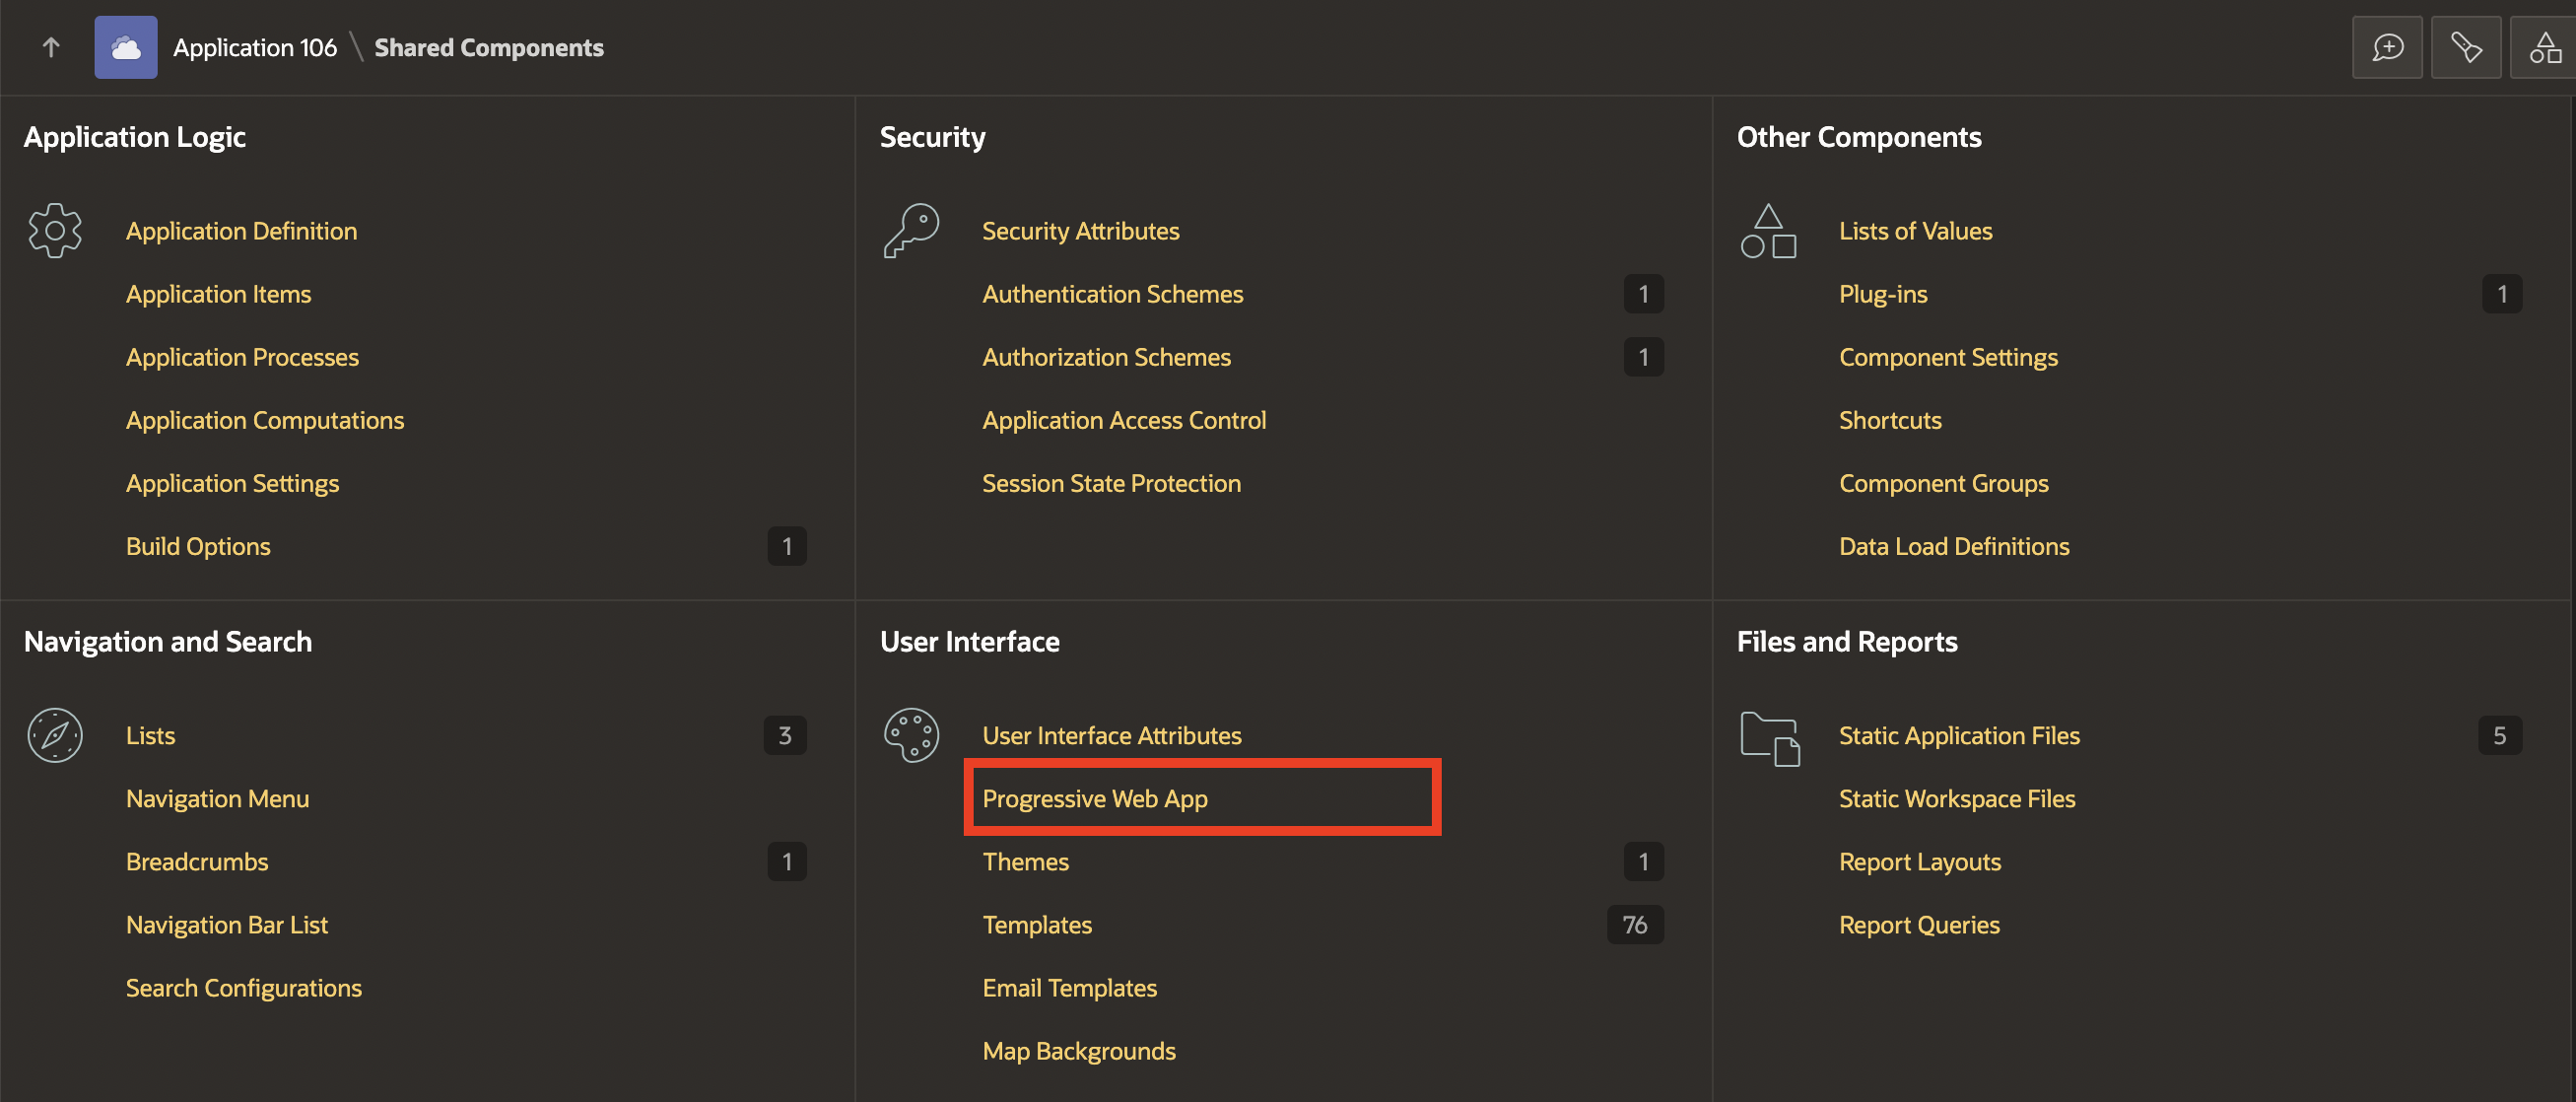 Application 106 \ Shared Components
Application Logic
Application Definition
Application Items
Application Processes
Application Computations
Application Settings
Build Options 1
Security
Security Attributes
Authentication Schemes 1
Authorization Schemes 1
Application Access Control
Session State Protection
Other Components
Lists of Values
Plug-ins 1
Component Settings
Shortcuts
Component Groups
Data Load Definitions
Navigation and Search
Lists 3
Navigation Menu
Breadcrumbs 1
Navigation Bar List
Search Configurations
User Interface
User Interface Attributes
Progressive Web App
Themes 1
Templates 76
Email Templates
Map Backgrounds
Files and Reports
Static Application Files 5
Static Workspace Files
Report Layouts
Report Queries